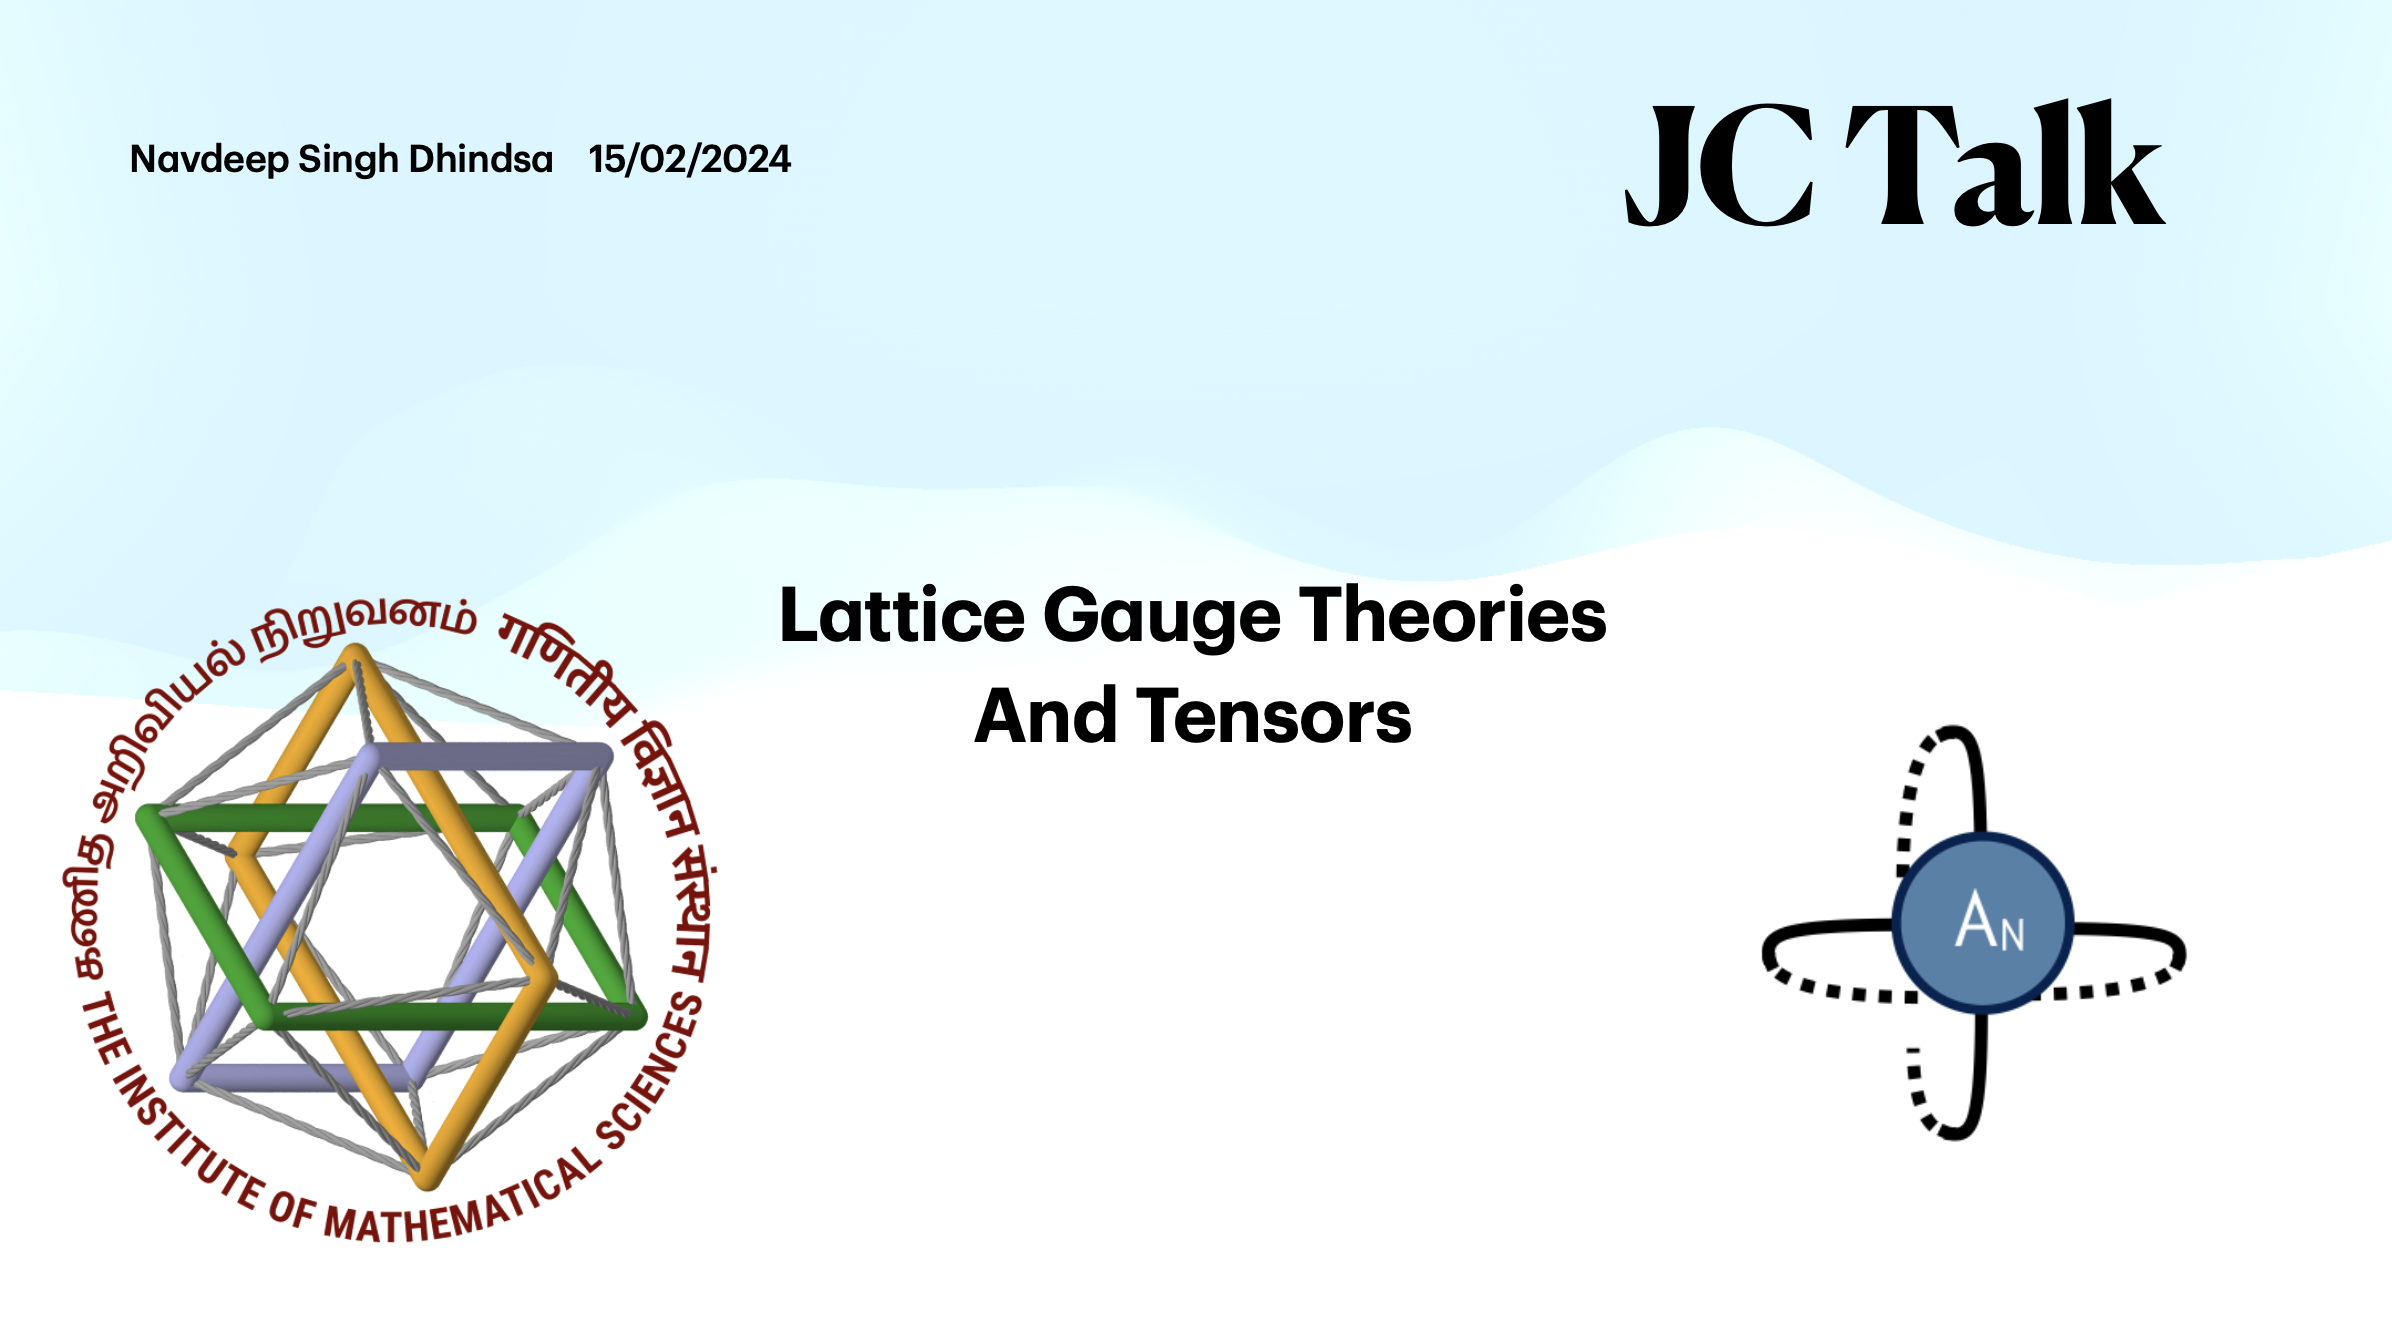 Navdeep Singh Dhindsa 15/02/2024
JC Talk
Lattice Gauge Theories
And Tensors
கணித அறிவியல் நிறுவனம்
गणितीय विज्ञान संस्थान
THE INSTITUTE OF MATHEMATICAL SCIENCES
AN